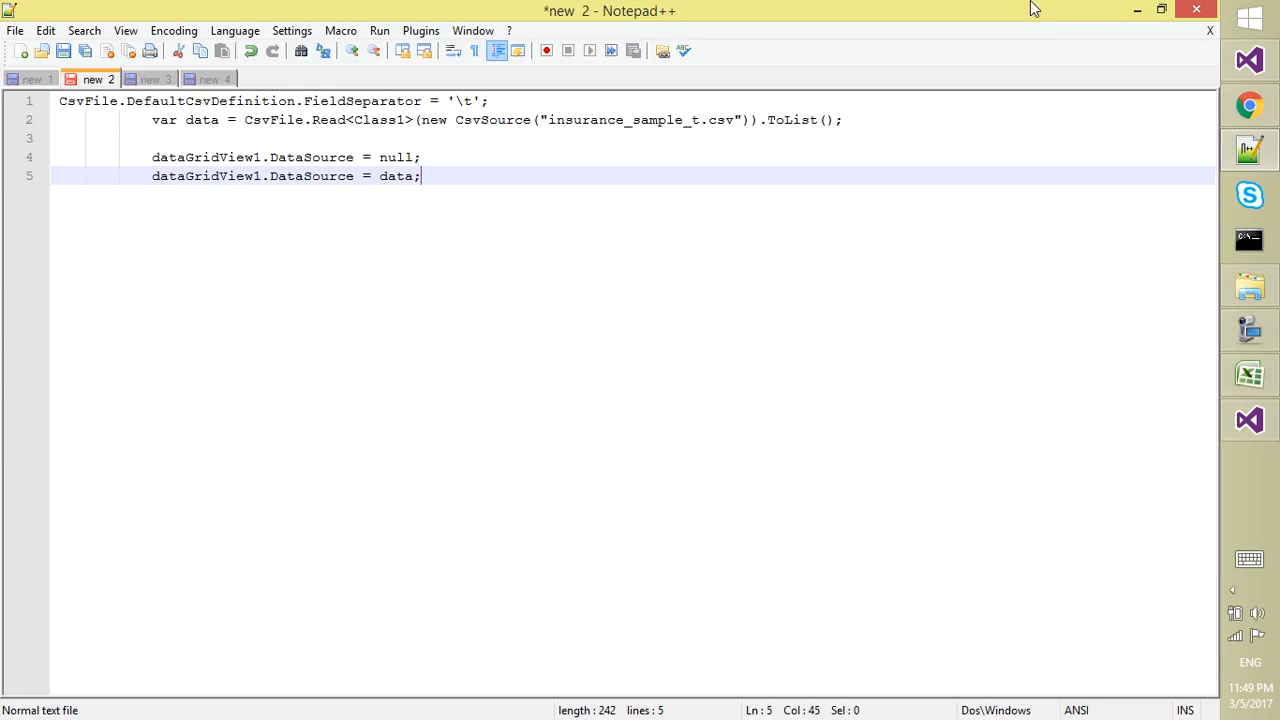 *new  2 - Notepad++
File Edit Search View Encoding Language Settings Macro Run Plugins Window ? X
new 1 new 2 new 3 new 4
1 CsvFile.DefaultCsvDefinition.FieldSeparator = '\t';
2 var data = CsvFile.Read<Class1>(new CsvSource("insurance_sample_t.csv")).ToList();
3
4 dataGridView1.DataSource = null;
5 dataGridView1.DataSource = data;
Normal text file length : 242 lines : 5 Ln : 5 Col : 45 Sel : 0 Dos\Windows ANSI INS
ENG
11:49 PM
3/5/2017